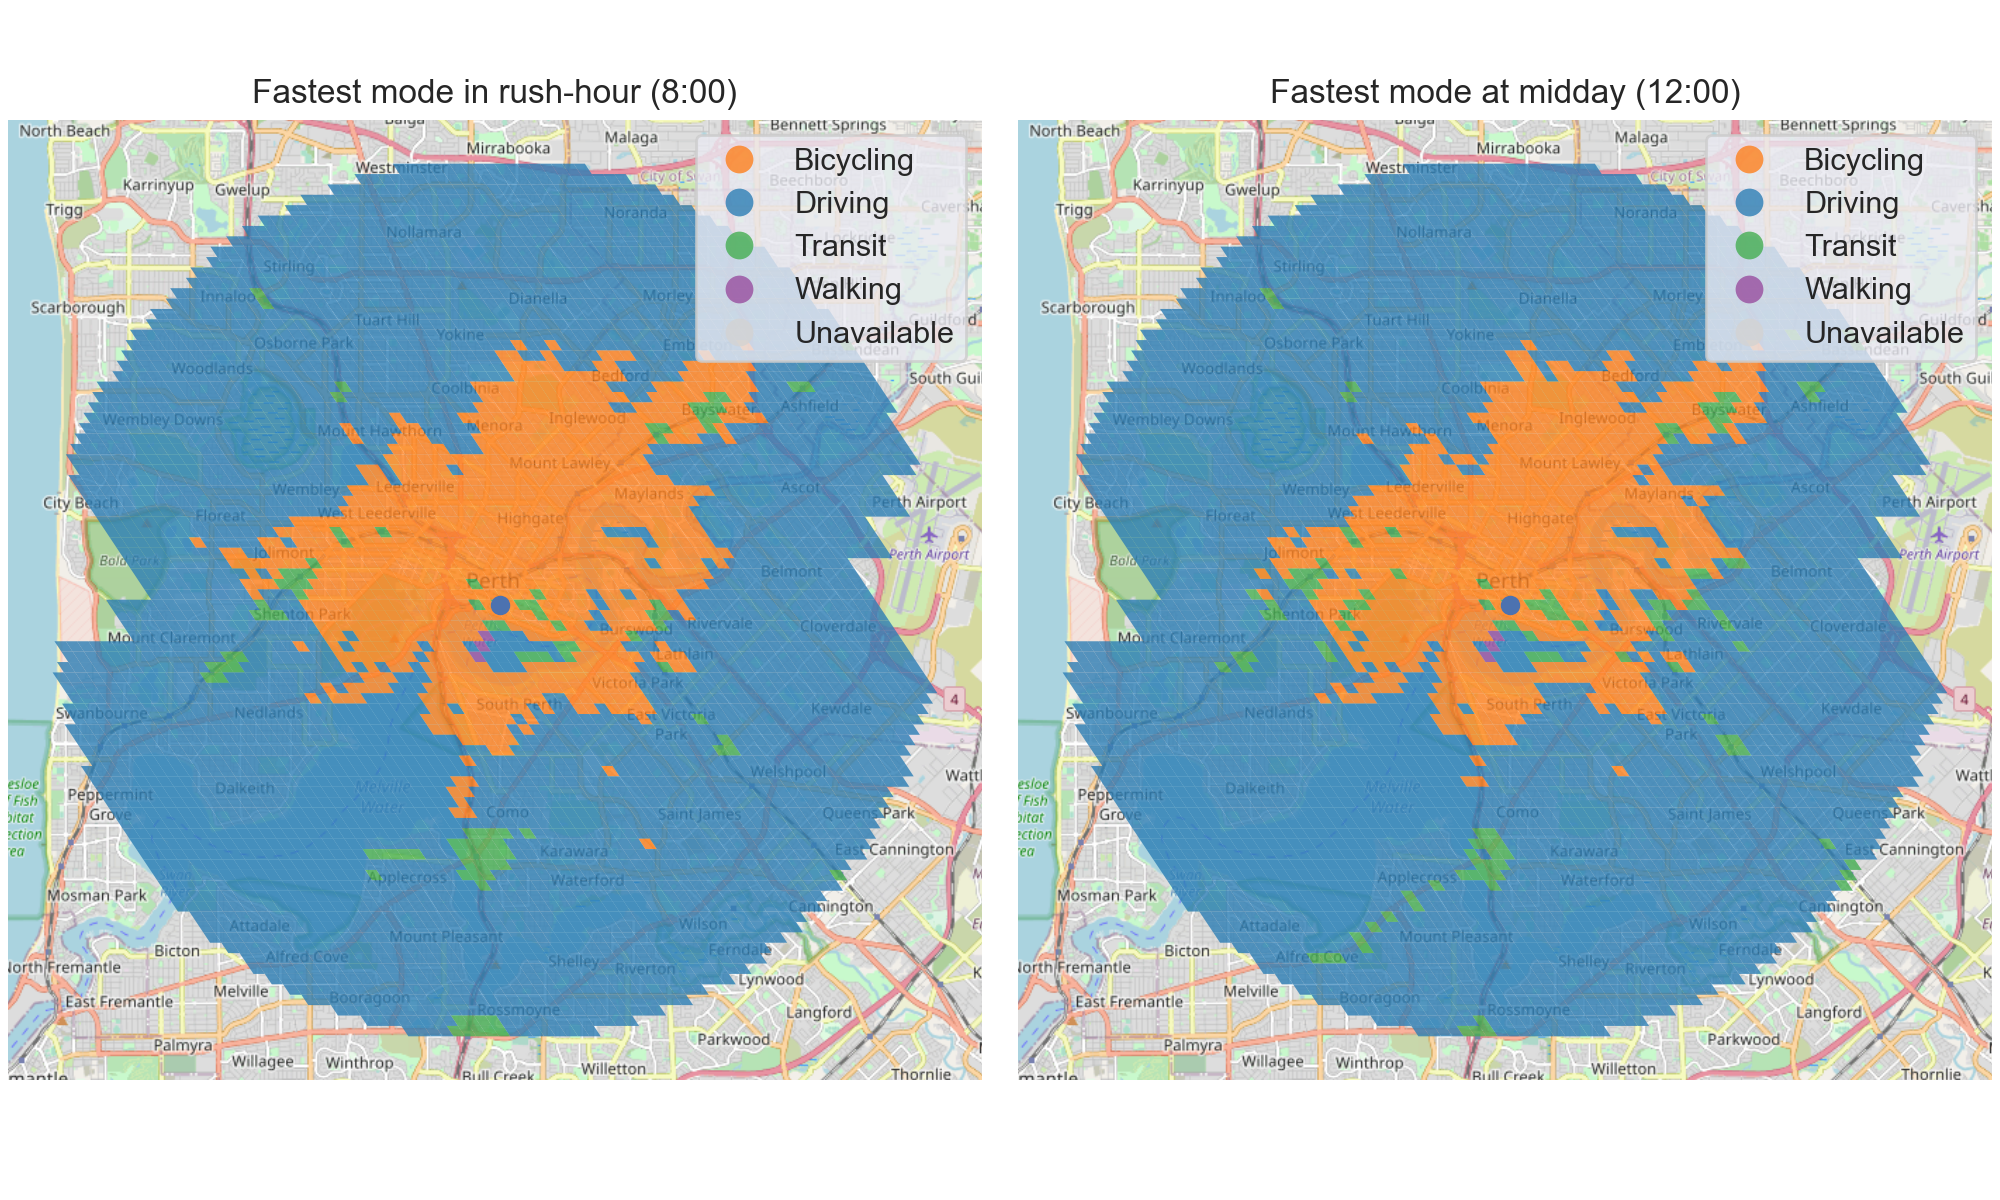 Fastest mode in rush-hour (8:00)
North Beach
Mirrabooka
Malaga
Bennett Springs
Westminster
City of Swan
Beechboro
Karrinyup
Gwelup
Trigg
Noranda
Nollamara
Stirling
Innaloo
Dianella
Morley
Scarborough
Tuart Hill
Yokine
Osborne Park
Guildford
Woodlands
Coolbinia
Bedford
South Gui
Wembley Downs
Mount Hawthorn
Menora
Inglewood
Bayswater
Ashfield
Mount Lawley
City Beach
Wembley
Leederville
Maylands
Ascot
Perth Airport
Floreat
West Leederville
Highgate
Bold Park
Jolimont
Perth
Belmont
Perth Airport
Shenton Park
Mount Claremont
Burswood
Rivervale
Cloverdale
Lathlain
Victoria Park
4
Swanbourne
Nedlands
South Perth
East Victoria
Park
Kewdale
Dalkeith
Welshpool
Peppermint
Grove
Como
Saint James
Queens Park
Karawara
East Cannington
Applecross
Waterford
Mosman Park
Cannington
Attadale
Mount Pleasant
Wilson
Bicton
Alfred Cove
Shelley
Riverton
Ferndale
North Fremantle
Lynwood
East Fremantle
Melville
Booragoon
Rossmoyne
Langford
Palmyra
Willagee
Winthrop
Bull Creek
Willetton
Parkwood
Thornlie
Bicycling
Driving
Transit
Walking
Unavailable
Fastest mode at midday (12:00)
North Beach
Mirrabooka
Malaga
Bennett Springs
Westminster
City of Swan
Beechboro
Karrinyup
Gwelup
Trigg
Noranda
Nollamara
Stirling
Innaloo
Dianella
Morley
Scarborough
Tuart Hill
Yokine
Osborne Park
Guildford
Woodlands
Coolbinia
Bedford
South Gui
Wembley Downs
Mount Hawthorn
Menora
Inglewood
Bayswater
Ashfield
Mount Lawley
City Beach
Wembley
Leederville
Maylands
Ascot
Perth Airport
Floreat
West Leederville
Highgate
Bold Park
Jolimont
Perth
Belmont
Perth Airport
Shenton Park
Mount Claremont
Burswood
Rivervale
Cloverdale
Lathlain
Victoria Park
4
Swanbourne
Nedlands
South Perth
East Victoria
Park
Kewdale
Dalkeith
Welshpool
Peppermint
Grove
Como
Saint James
Queens Park
Karawara
East Cannington
Applecross
Waterford
Mosman Park
Cannington
Attadale
Mount Pleasant
Wilson
Bicton
Alfred Cove
Shelley
Riverton
Ferndale
North Fremantle
Lynwood
East Fremantle
Melville
Booragoon
Rossmoyne
Langford
Palmyra
Willagee
Winthrop
Bull Creek
Willetton
Parkwood
Thornlie
Bicycling
Driving
Transit
Walking
Unavailable